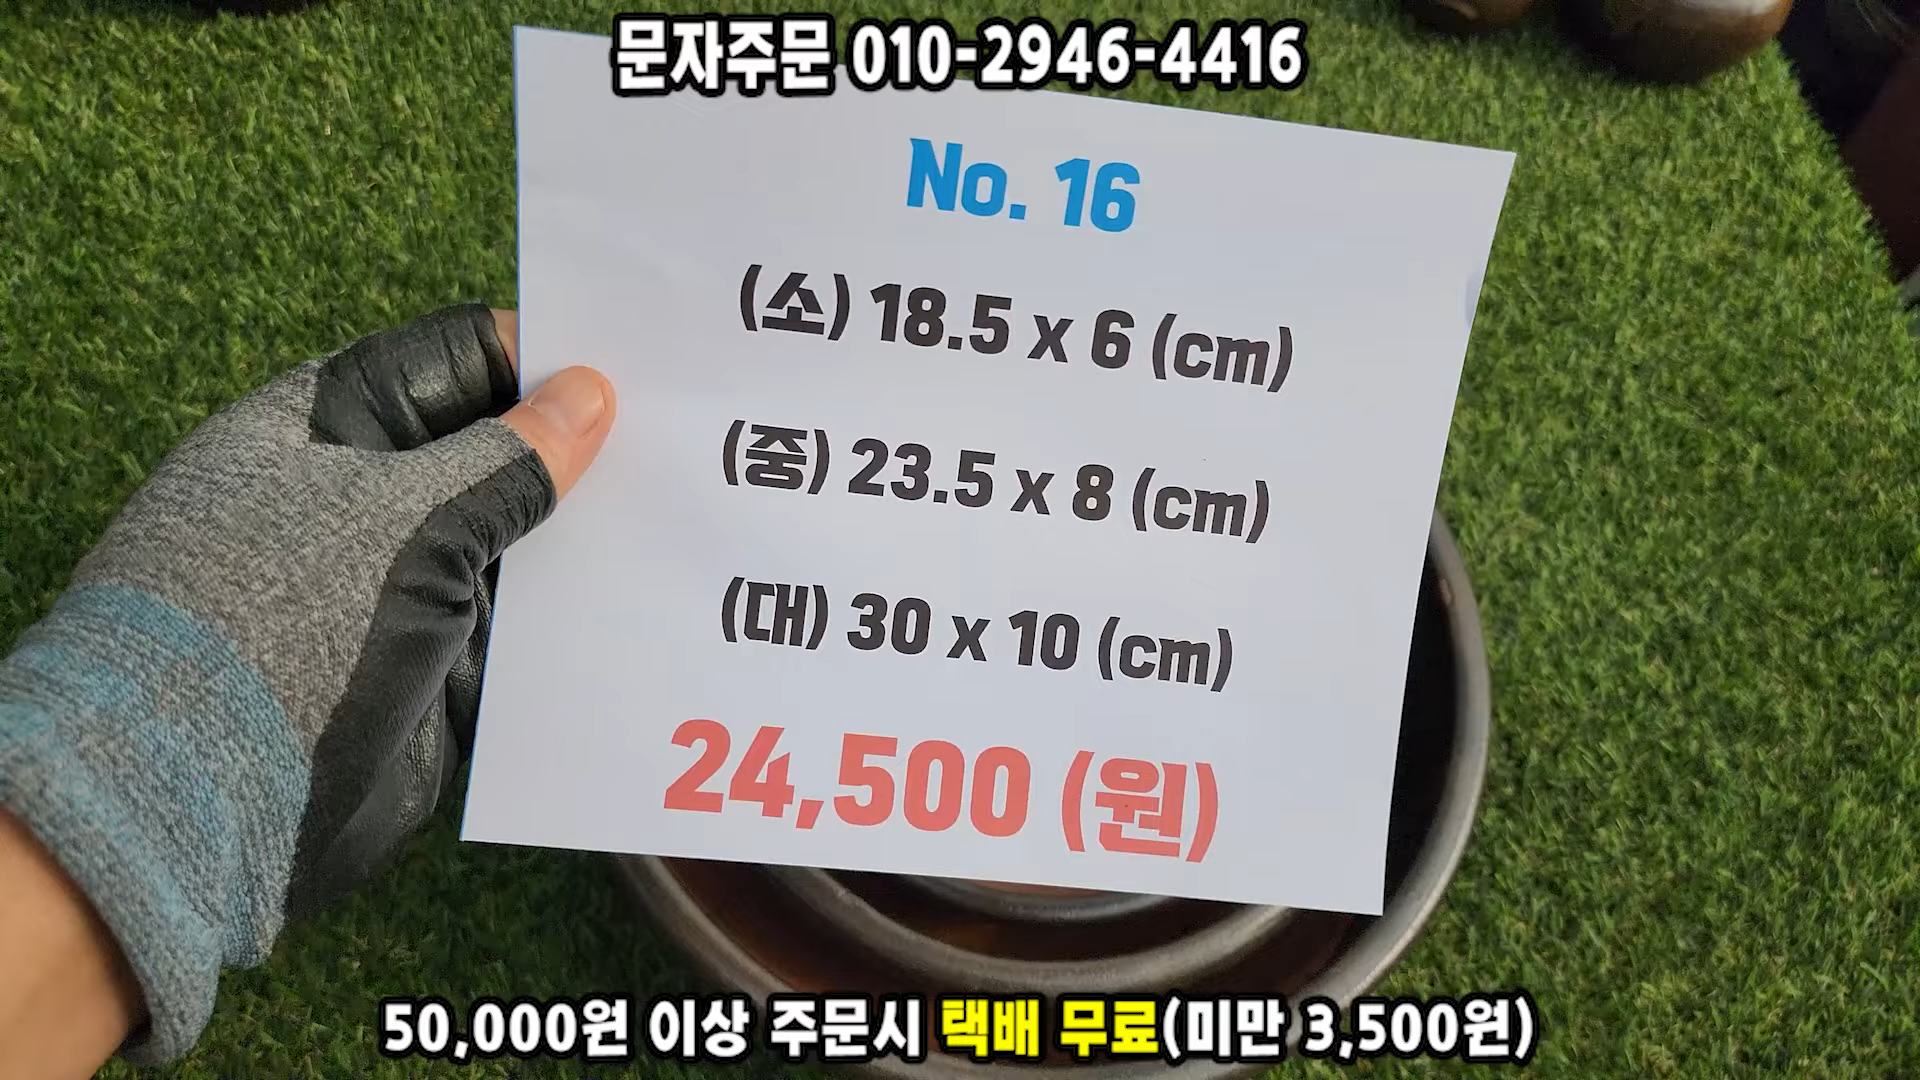 문자주문 010-2946-4416
No. 16
(소) 18.5 x 6 (cm)
(중) 23.5 x 8 (cm)
(대) 30 x 10 (cm)
24,500 (원)
50,000원 이상 주문시 택배 무료(미만 3,500원)